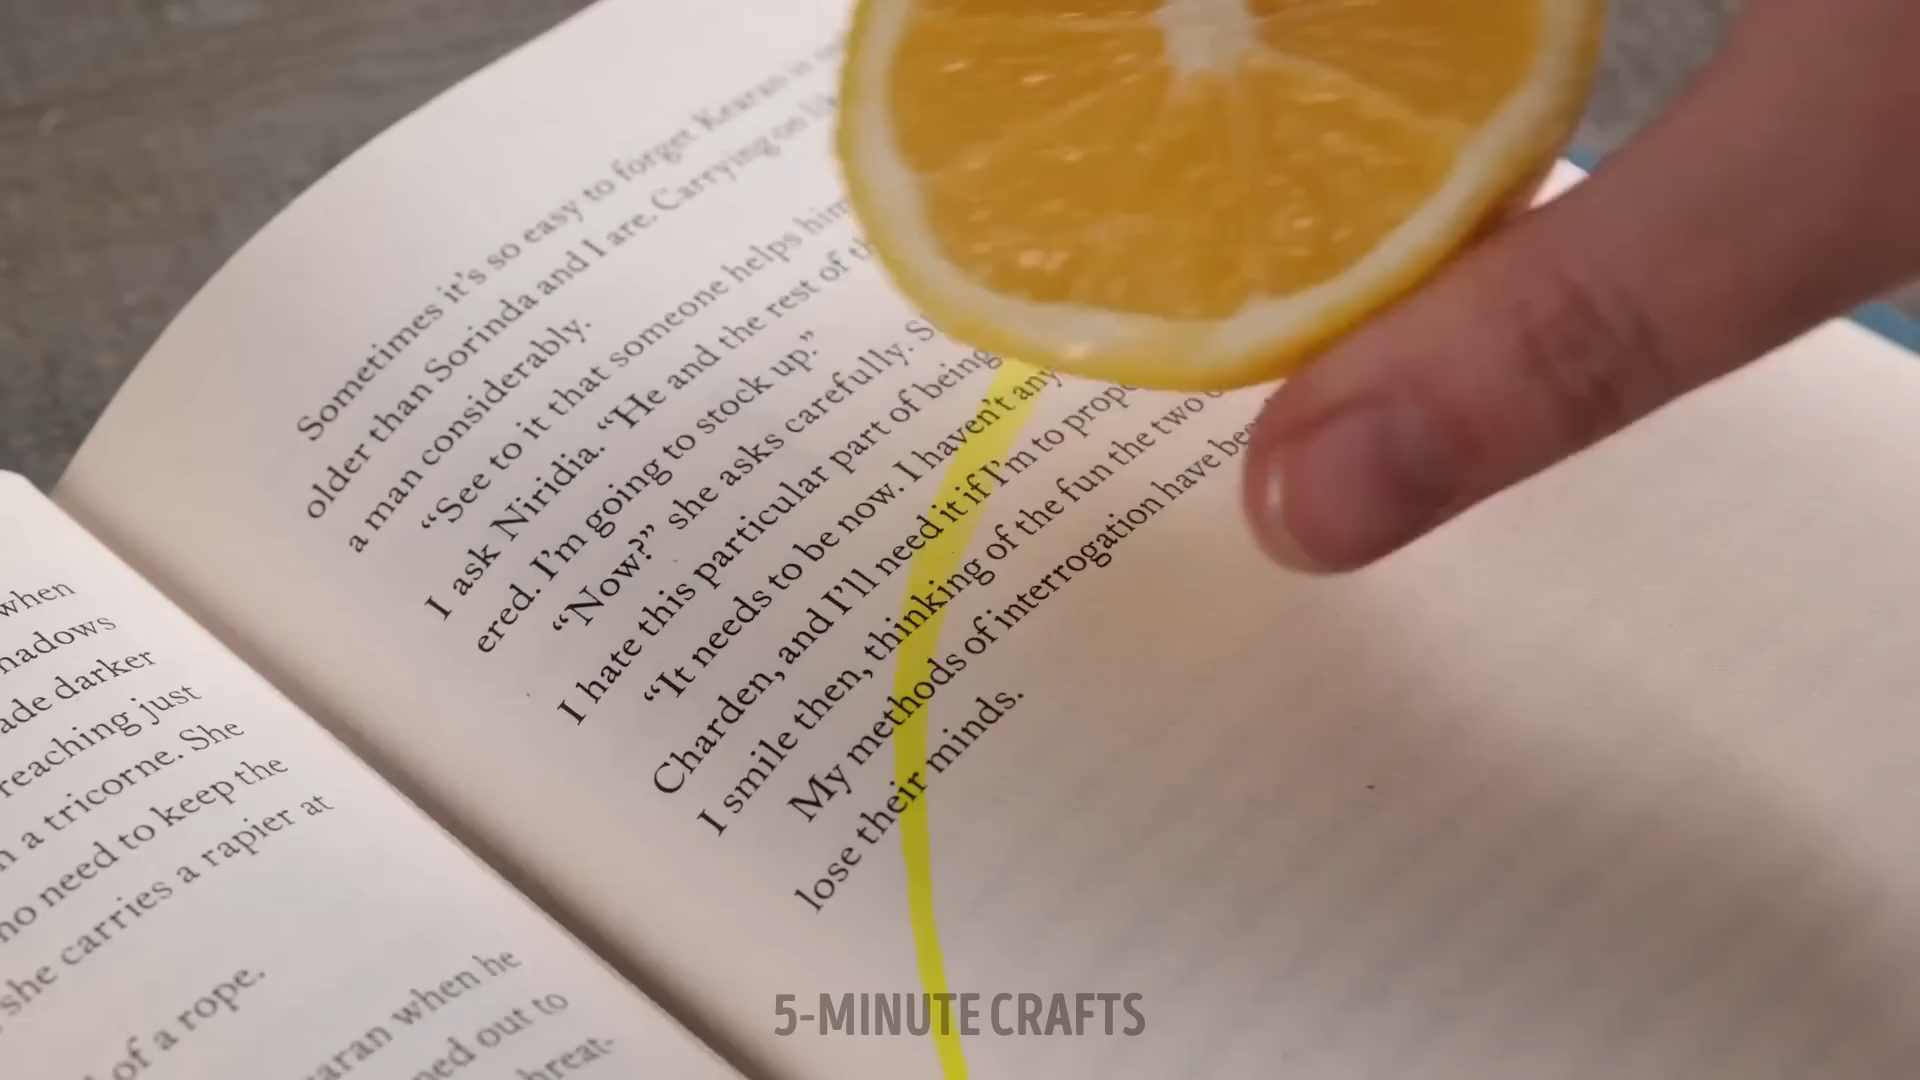 when
hadows
ade darker
reaching just
n a tricorne. She
no need to keep the
she carries a rapier at
of a rope.
earan when he
ned out to
hreat-
Sometimes it's so easy to forget Kearan is
older than Sorinda and I are. Carrying on
a man considerably.
“See to it that someone helps him
I ask Niridia. “He and the rest of
ered. I'm going to stock up.”
“Now?” she asks carefully.
I hate this particular part of being
“It needs to be now. I haven't any
Charden, and I'll need it if I'm to prope
I smile then, thinking of the fun the two
My methods of interrogation have bee
lose their minds.
5-MINUTE CRAFTS